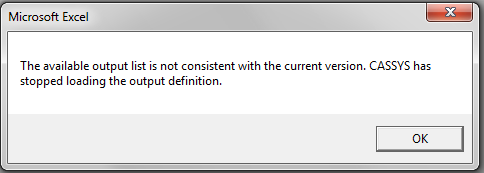 Microsoft Excel
The available output list is not consistent with the current version. CASSYS has
stopped loading the output definition.
OK